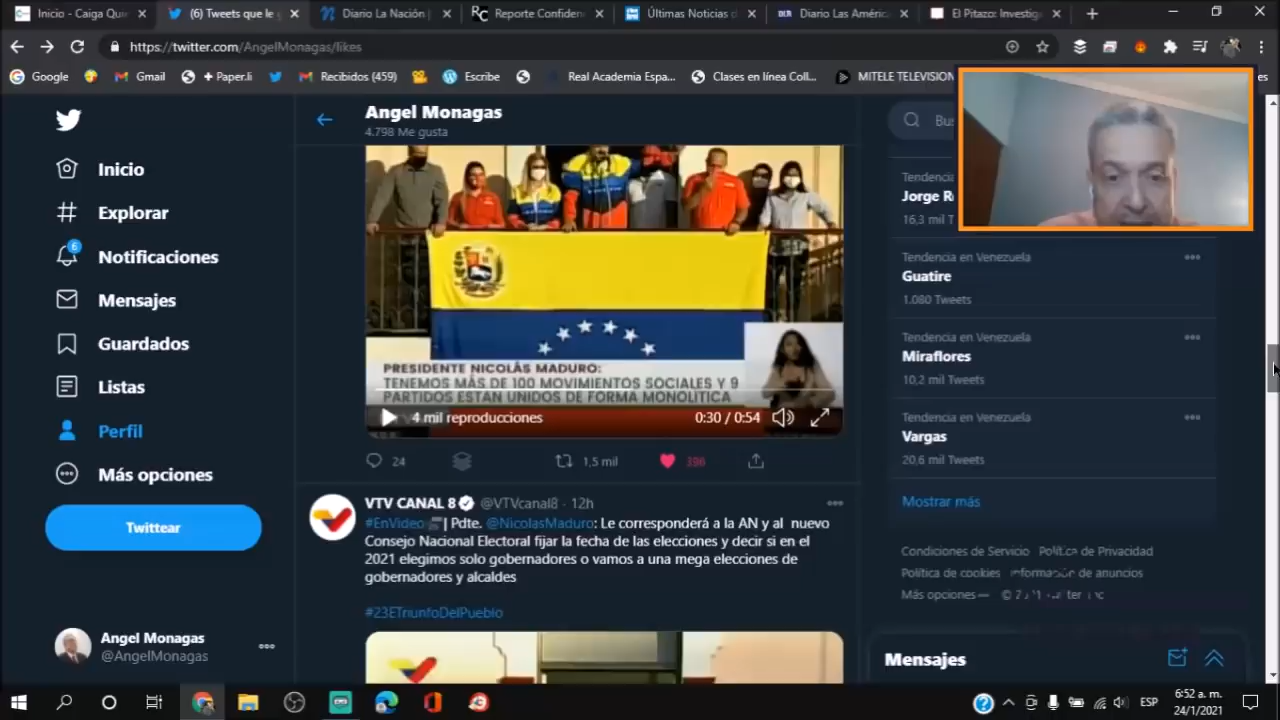 Inicio - Caiga Qu
(6) Tweets que le
Diario La Nación |
Reporte Confiden
Últimas Noticias d
Diario Las Améric
El Pitazo: Investig
https://twitter.com/AngelMonagas/likes
Google
Gmail
+ Paper.li
Recibidos (459)
Escribe
Real Academia Espa...
Clases en línea Coll...
MITELE TELEVISION
es
Inicio
Explorar
6
Notificaciones
Mensajes
Guardados
Listas
Perfil
Más opciones
Twittear
Angel Monagas
@AngelMonagas
Angel Monagas
4.798 Me gusta
PRESIDENTE NICOLÁS MADURO:
TENEMOS MÁS DE 100 MOVIMIENTOS SOCIALES Y 9
PARTIDOS ESTAN UNIDOS DE FORMA MONOLÍTICA
4 mil reproducciones
0:30 / 0:54
24
1,5 mil
396
VTV CANAL 8 @VTVcanal8 · 12h
#EnVideo | Pdte. @NicolasMaduro: Le corresponderá a la AN y al nuevo
Consejo Nacional Electoral fijar la fecha de las elecciones y decir si en el
2021 elegimos solo gobernadores o vamos a una mega elecciones de
gobernadores y alcaldes
#23ETriunfoDelPueblo
Bus
Tendencia
Jorge R
16,3 mil T
Tendencia en Venezuela
Guatire
1.080 Tweets
Tendencia en Venezuela
Miraflores
10,2 mil Tweets
Tendencia en Venezuela
Vargas
20,6 mil Tweets
Mostrar más
Condiciones de Servicio Política de Privacidad
Política de cookies Información de anuncios
Más opciones
Mensajes
ESP
6:52 a. m.
24/1/2021